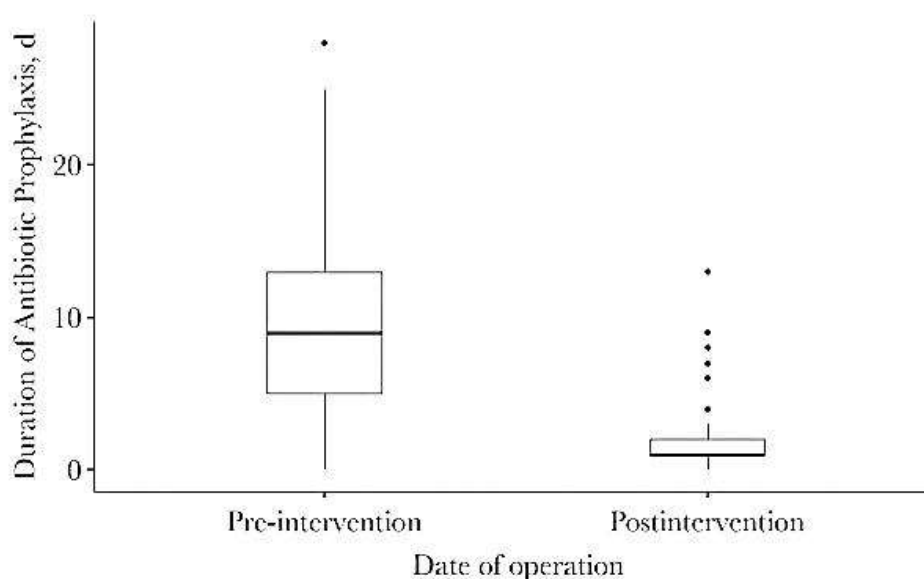 Duration of Antibiotic Prophylaxis, d
20
10
0
Pre-intervention
Postintervention
Date of operation